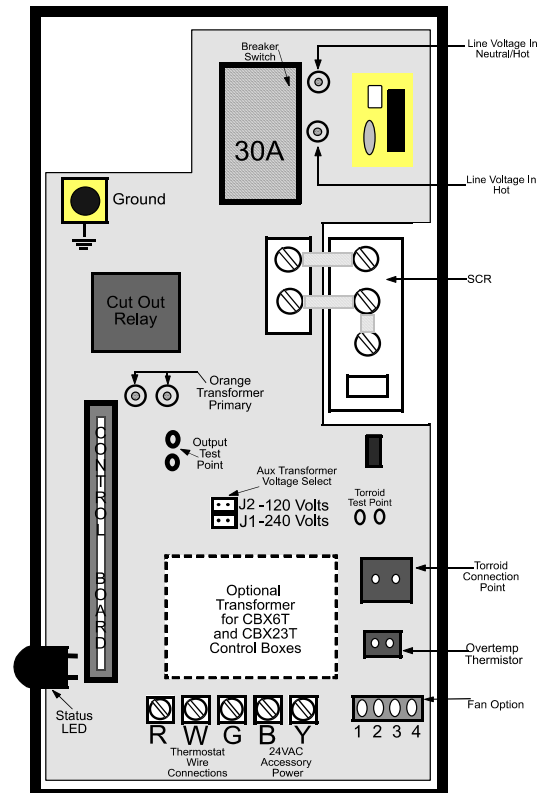 Breaker
Switch
Line Voltage In
Neutral/Hot
30A
Line Voltage In
Hot
Ground
SCR
Cut Out
Relay
Orange
Transformer
Primary
CONTROL BOARD
Output
Test
Point
Aux Transformer
Voltage Select
J2-120 Volts
J1-240 Volts
Torroid
Test Point
Torroid
Connection
Point
Optional
Transformer
for CBX6T
and CBX23T
Control Boxes
Overtemp
Thermistor
Status
LED
Fan Option
R W G B Y
1 2 3 4
Thermostat
Wire
Connections
24VAC
Accessory
Power